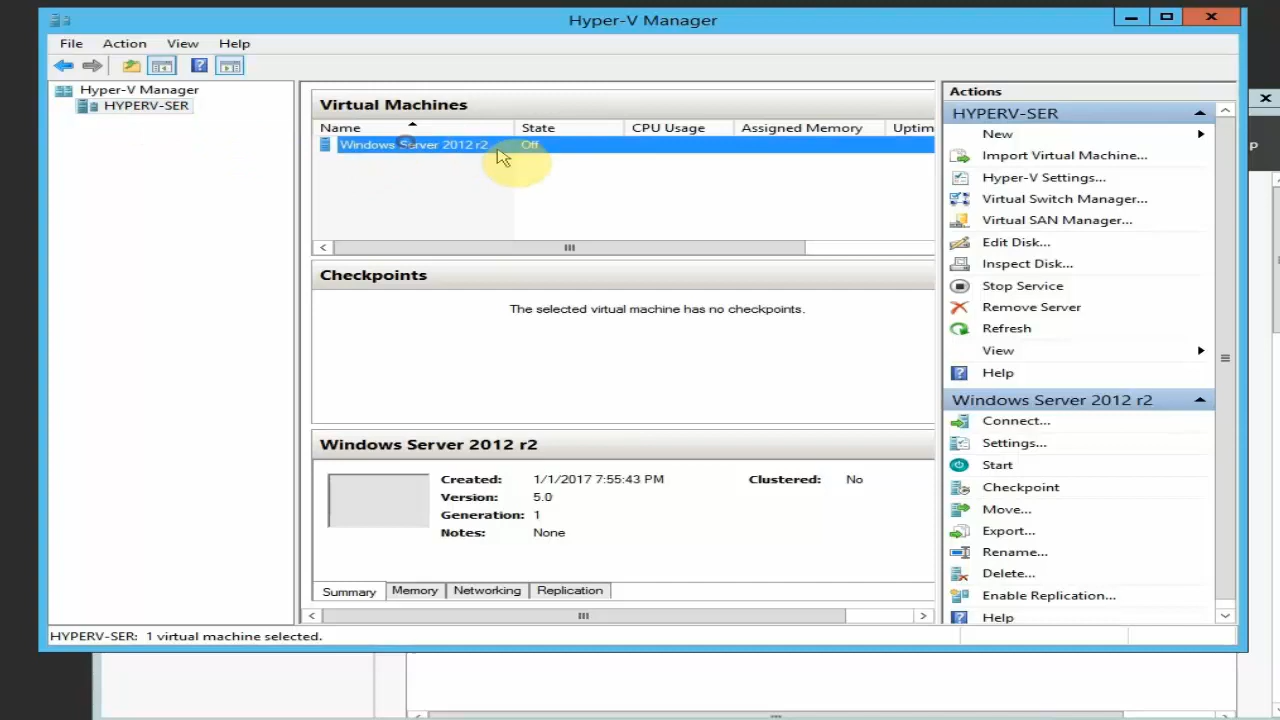 Hyper-V Manager
File Action View Help
Hyper-V Manager
HYPERV-SER
Virtual Machines
Name State CPU Usage Assigned Memory Uptim
Windows Server 2012 r2 Off
Checkpoints
The selected virtual machine has no checkpoints.
Windows Server 2012 r2
Created: 1/1/2017 7:55:43 PM Clustered: No
Version: 5.0
Generation: 1
Notes: None
Summary Memory Networking Replication
Actions
HYPERV-SER
New
Import Virtual Machine...
Hyper-V Settings...
Virtual Switch Manager...
Virtual SAN Manager...
Edit Disk...
Inspect Disk...
Stop Service
Remove Server
Refresh
View
Help
Windows Server 2012 r2
Connect...
Settings...
Start
Checkpoint
Move...
Export...
Rename...
Delete...
Enable Replication...
Help
HYPERV-SER: 1 virtual machine selected.
P